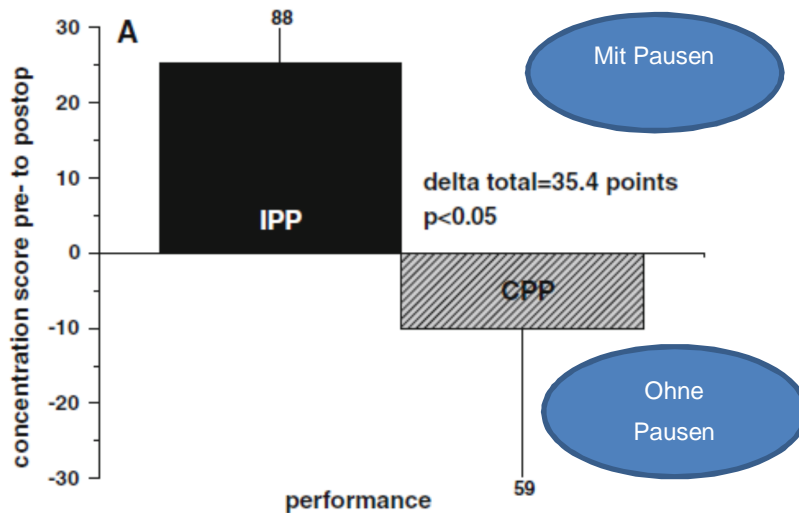 A
88
Mit Pausen
30
20
10
0
-10
-20
-30
concentration score pre- to postop
IPP
delta total=35.4 points
p<0.05
CPP
Ohne
Pausen
59
performance